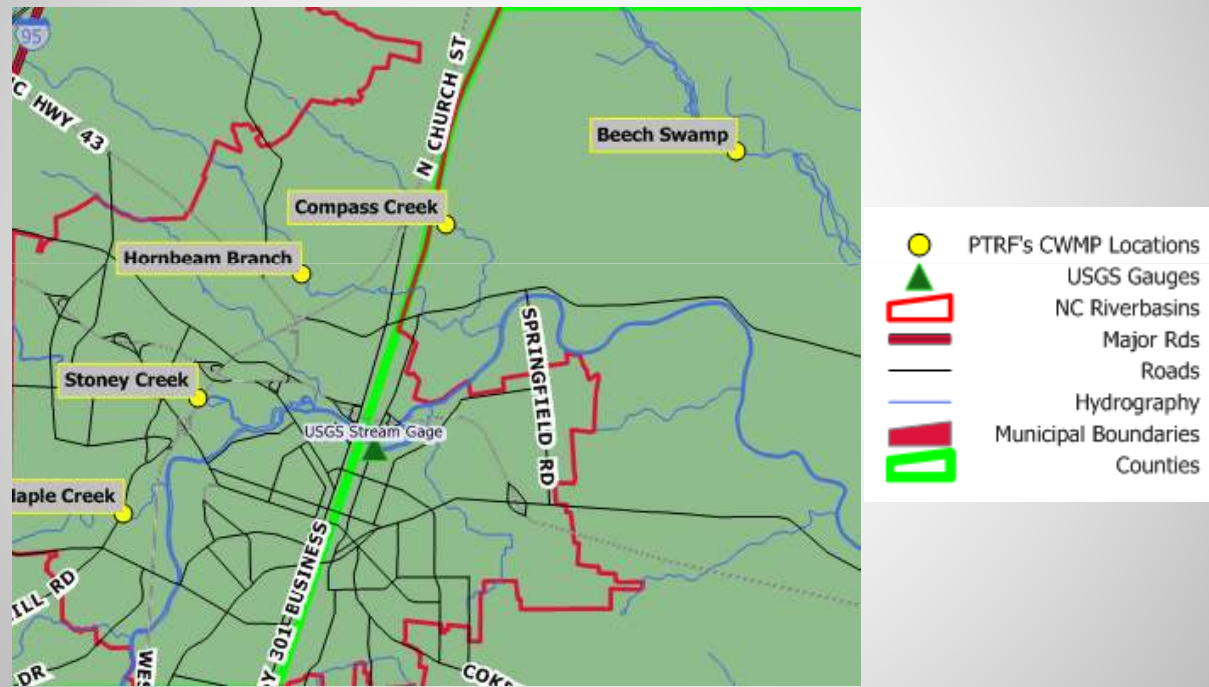 95
C HWY 43
N CHURCH ST
Beech Swamp
Compass Creek
Hornbeam Branch
SPRINGFIELD RD
Stoney Creek
USGS Stream Gage
laple Creek
Y 301 BUSINESS
ILL RD
DR
WES
COK
PTRF's CWMP Locations
USGS Gauges
NC Riverbasins
Major Rds
Roads
Hydrography
Municipal Boundaries
Counties